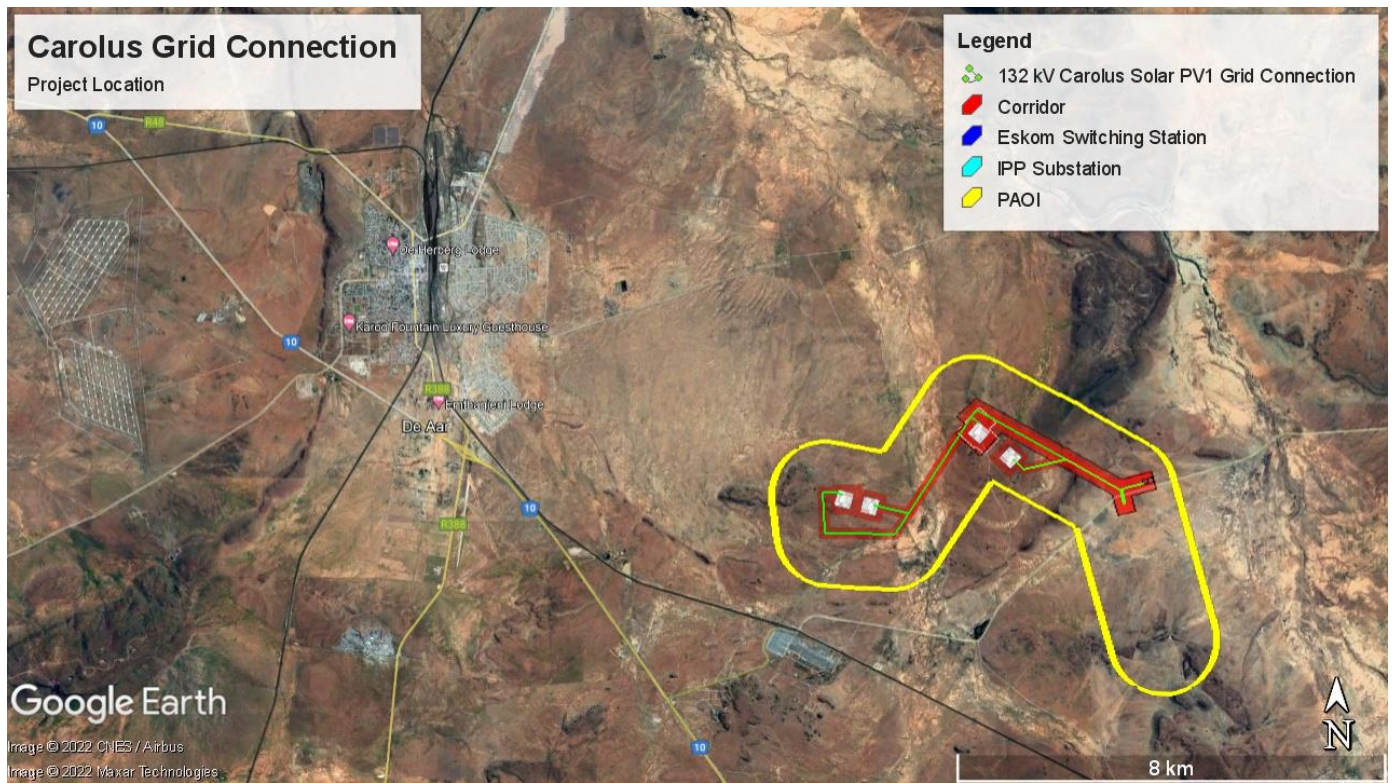 Carolus Grid Connection
Project Location
Legend
132 kV Carolus Solar PV1 Grid Connection
Corridor
Eskom Switching Station
IPP Substation
PAOI
10
R48
De Herberg Lodge
Karoo Fountain Luxury Guesthouse
10
R388
Emthanjeni Lodge
De Aar
10
R388
10
Google Earth
Image © 2022 CNES / Airbus
Image © 2022 Maxar Technologies
N
8 km